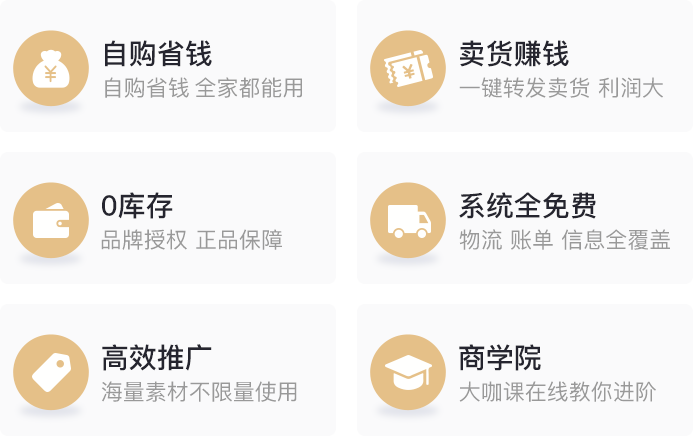 自购省钱
自购省钱 全家都能用
卖货赚钱
一键转发卖货 利润大
0库存
品牌授权 正品保障
系统全免费
物流 账单 信息全覆盖
高效推广
海量素材不限量使用
商学院
大咖课在线教你进阶